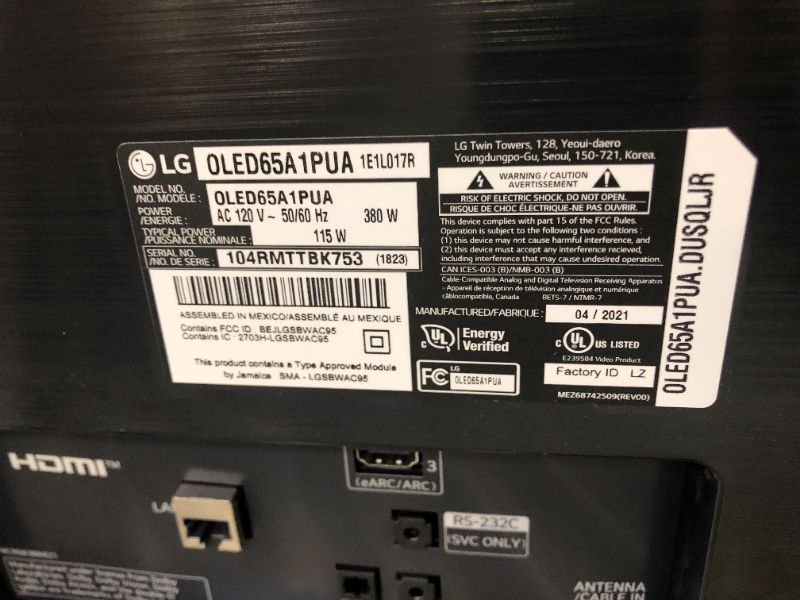 LG OLED65A1PUA 1E1L017R
MODEL NO.
/NO. MODÈLE :
OLED65A1PUA
POWER
/ÉNERGIE :
AC 120 V ~ 50/60 Hz 380 W
TYPICAL POWER
/PUISSANCE NOMINALE :
115 W
SERIAL NO.
/NO. DE SÉRIE :
104RMTTBK753 (1823)
ASSEMBLED IN MEXICO/ASSEMBLÉ AU MEXIQUE
Contains FCC ID BEJLGSBWAC95
Contains IC : 2703H-LGSBWAC95
This product contains a Type Approved Module
by Jamaica SMA - LGSBWAC95
LG Twin Towers, 128, Yeoui-daero
Youngdungpo-Gu, Seoul, 150-721, Korea.
WARNING / CAUTION
AVERTISSEMENT
RISK OF ELECTRIC SHOCK, DO NOT OPEN.
RISQUE DE CHOC ÉLECTRIQUE-NE PAS OUVRIR.
This device complies with part 15 of the FCC Rules.
Operation is subject to the following two conditions:
(1) this device may not cause harmful interference, and
(2) this device must accept any interference recieved,
including interference that may cause undesired operation.
CAN ICES-003 (B)/NMB-003 (B)
Cable-Compatible Analog and Digital Television Receiving Apparatus
- Appareil de réception de télévision analogique et numérique
câblocompatible, Canada BETS-7 / NTMR-7
MANUFACTURED/FABRIQUÉ : 04 / 2021
c UL Energy
Verified
c UL US LISTED
E239584 Video Product
FC LG
OLED65A1PUA
Factory ID LZ
MEZ68742509(REV00)
OLED65A1PUA.DUSQLJR
HDMI™
3
(eARC/ARC)
LA
RS-232C
(SVC ONLY)
ANTENNA
/CABLE IN